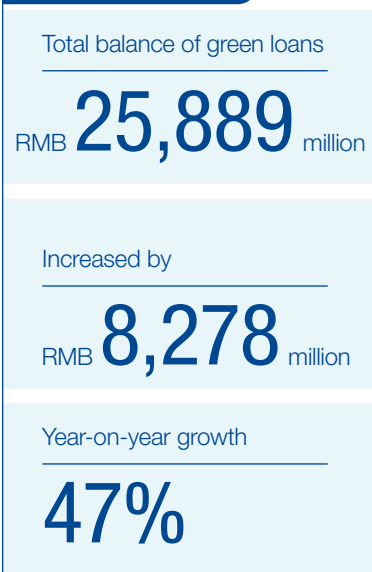 Total balance of green loans
RMB 25,889 million
Increased by
RMB 8,278 million
Year-on-year growth
47%